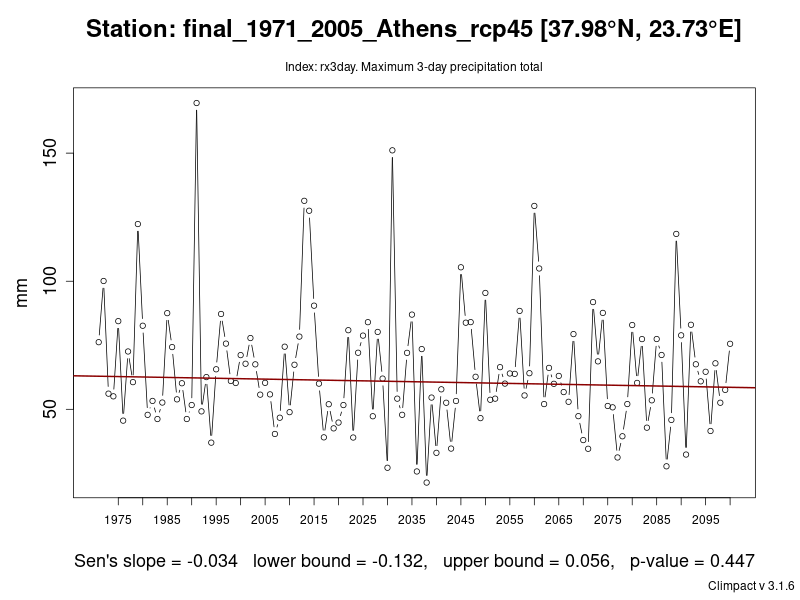 Station: final_1971_2005_Athens_rcp45 [37.98°N, 23.73°E]
Index: rx3day. Maximum 3-day precipitation total
150
100
50
mm
1975 1985 1995 2005 2015 2025 2035 2045 2055 2065 2075 2085 2095
Sen's slope = -0.034 lower bound = -0.132, upper bound = 0.056, p-value = 0.447
Climpact v 3.1.6